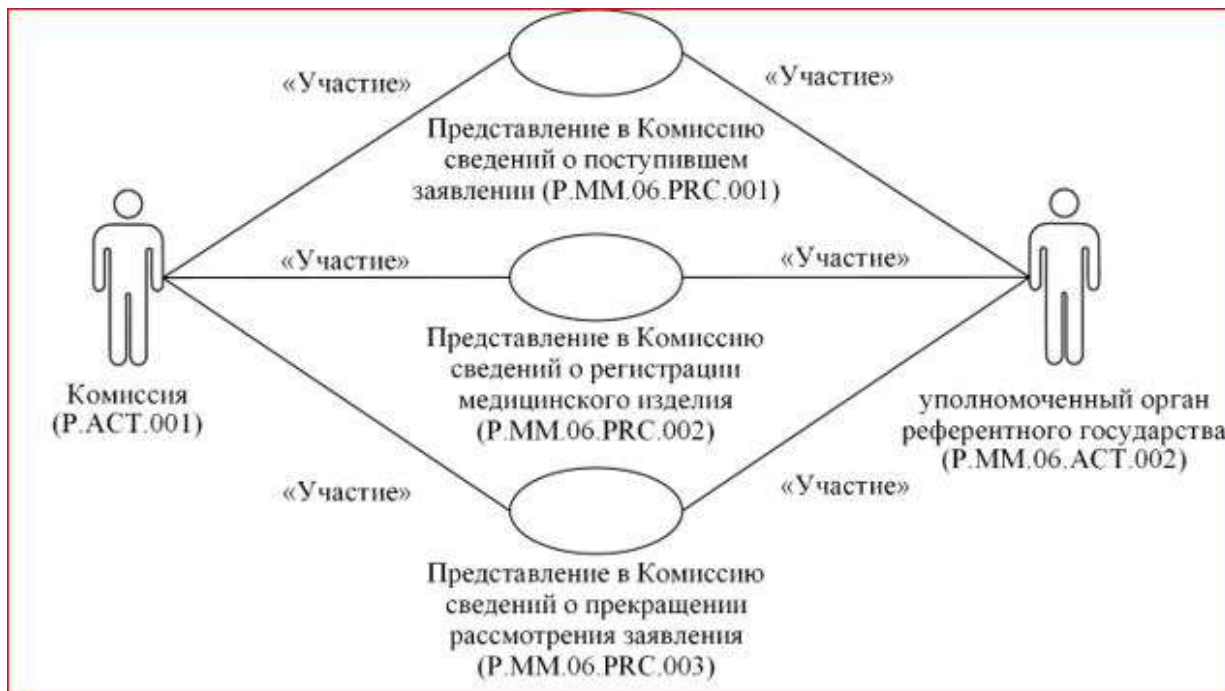 «Участие»
«Участие»
Представление в Комиссию
сведений о поступившем
заявлении (P.MM.06.PRC.001)
«Участие»
«Участие»
Представление в Комиссию
сведений о регистрации
медицинского изделия
(P.MM.06.PRC.002)
Комиссия
(P.ACT.001)
уполномоченный орган
референтного государства
(P.MM.06.ACT.002)
«Участие»
«Участие»
Представление в Комиссию
сведений о прекращении
рассмотрения заявления
(P.MM.06.PRC.003)